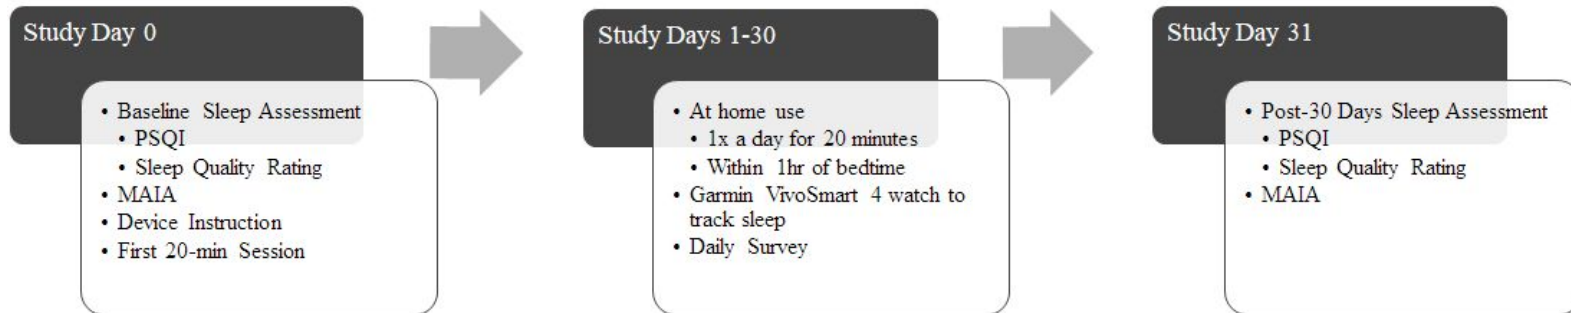 Study Day 0
• Baseline Sleep Assessment
• PSQI
• Sleep Quality Rating
• MAIA
• Device Instruction
• First 20-min Session
Study Days 1-30
• At home use
• 1x a day for 20 minutes
• Within 1hr of bedtime
• Garmin VivoSmart 4 watch to
track sleep
• Daily Survey
Study Day 31
• Post-30 Days Sleep Assessment
• PSQI
• Sleep Quality Rating
• MAIA